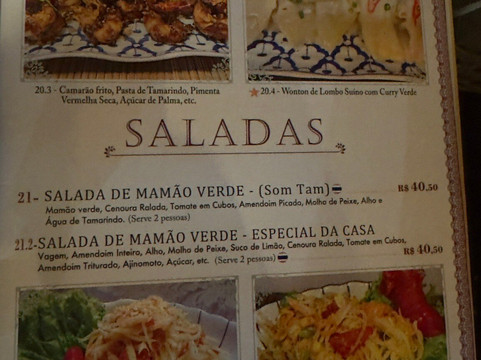 20.3 - Camarão frito, Pasta de Tamarindo, Pimenta
Vermelha Seca, Açúcar de Palma, etc.
20.4 - Wonton de Lombo Suino com Curry Verde
SALADAS
21- SALADA DE MAMÃO VERDE - (Som Tam)
R$ 40,50
Mamão verde, Cenoura Ralada, Tomate em Cubos, Amendoim Picado, Molho de Peixe, Alho e
Água de Tamarindo. (Serve 2 pessoas)
21.2-SALADA DE MAMÃO VERDE - ESPECIAL DA CASA
R$ 40,50
Vagem, Amendoim Inteira, Alho, Molho de Peixe, Suco de Limão, Cenoura Ralada, Tomate em Cubos,
Amendoim Triturado, Ajinomoto, Açúcar, etc. (Serve 2 pessoas)